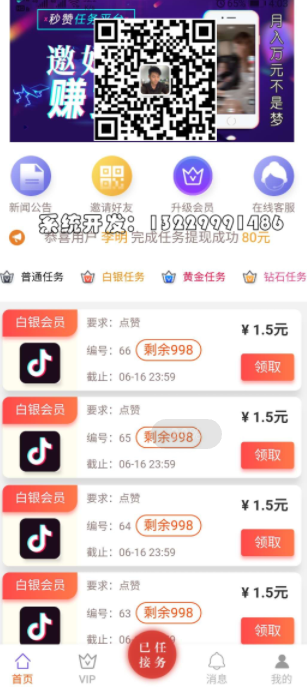 秒赞任务平台
邀好
赚
月入万元不是梦
新闻公告
邀请好友
升级会员
在线客服
系统开发：13229991486
恭喜用户 李明 完成任务提现成功 80元
普通任务
白银任务
黄金任务
钻石任务
白银会员
要求：点赞
¥ 1.5元
编号：66
剩余998
领取
截止：06-16 23:59
白银会员
要求：点赞
¥ 1.5元
编号：65
剩余998
领取
截止：06-16 23:59
白银会员
要求：点赞
¥ 1.5元
编号：64
剩余998
领取
截止：06-16 23:59
白银会员
要求：点赞
¥ 1.5元
编号：63
剩余998
领取
首页
VIP
已接任务
消息
我的